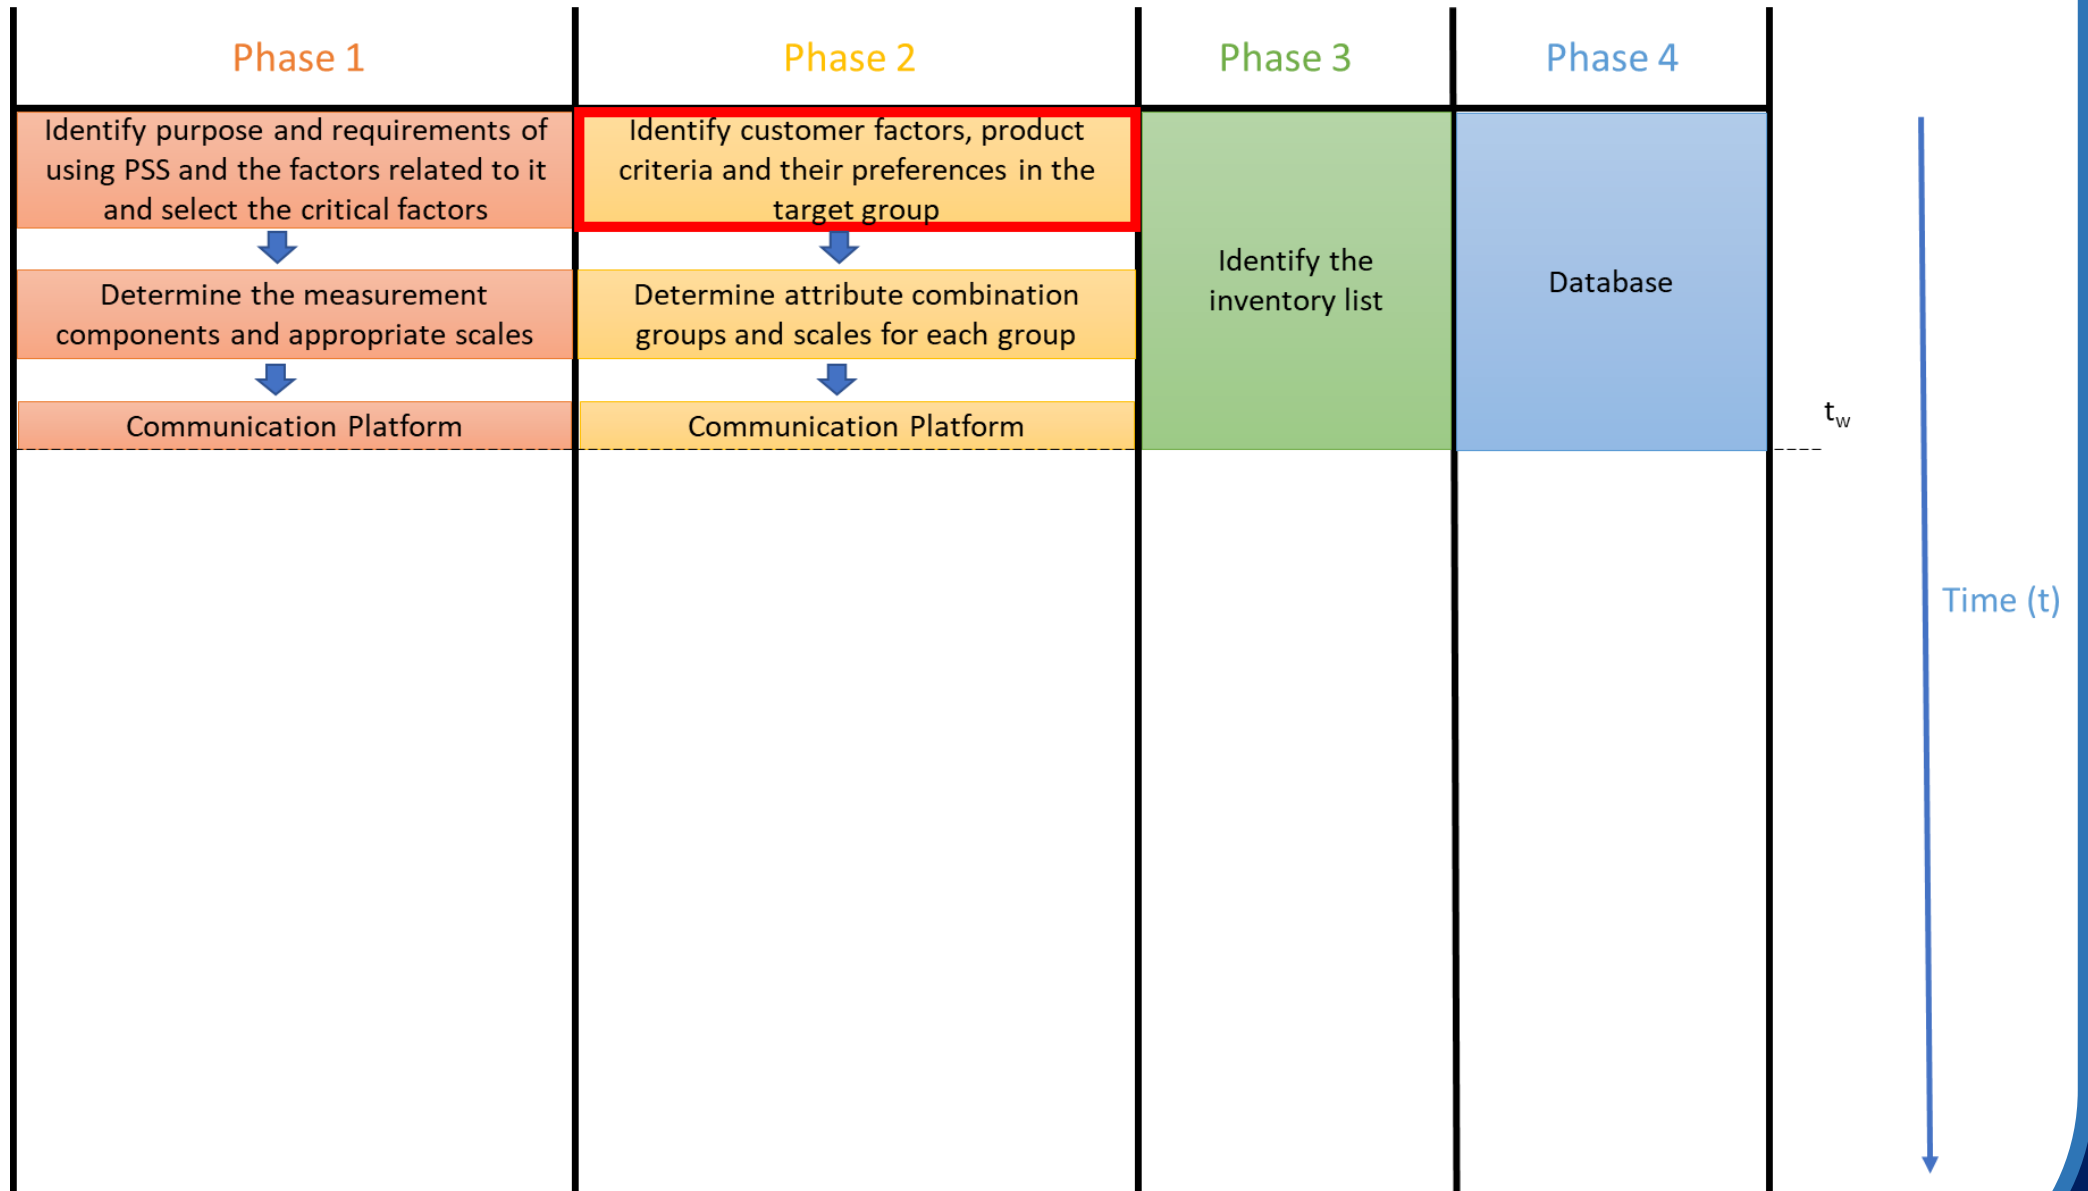 Phase 1
Phase 2
Phase 3
Phase 4
Identify purpose and requirements of
using PSS and the factors related to it
and select the critical factors
Identify customer factors, product
criteria and their preferences in the
target group
Identify the
inventory list
Database
Determine the measurement
components and appropriate scales
Determine attribute combination
groups and scales for each group
Communication Platform
Communication Platform
tw
Time (t)